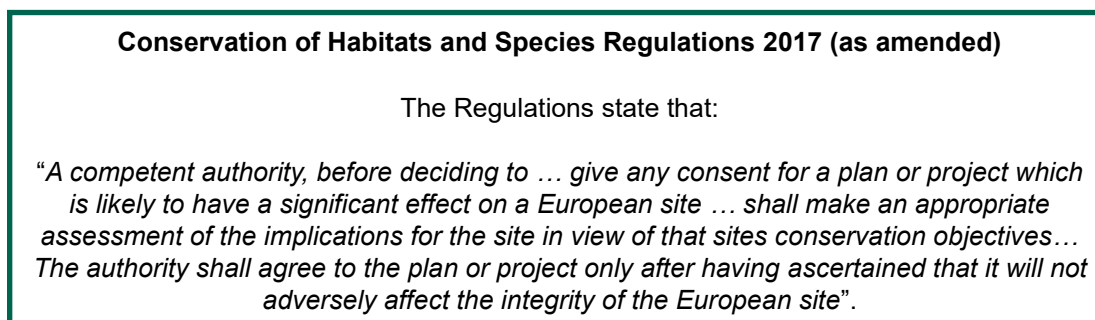 Conservation of Habitats and Species Regulations 2017 (as amended)
The Regulations state that:
“A competent authority, before deciding to … give any consent for a plan or project which
is likely to have a significant effect on a European site … shall make an appropriate
assessment of the implications for the site in view of that sites conservation objectives…
The authority shall agree to the plan or project only after having ascertained that it will not
adversely affect the integrity of the European site”.